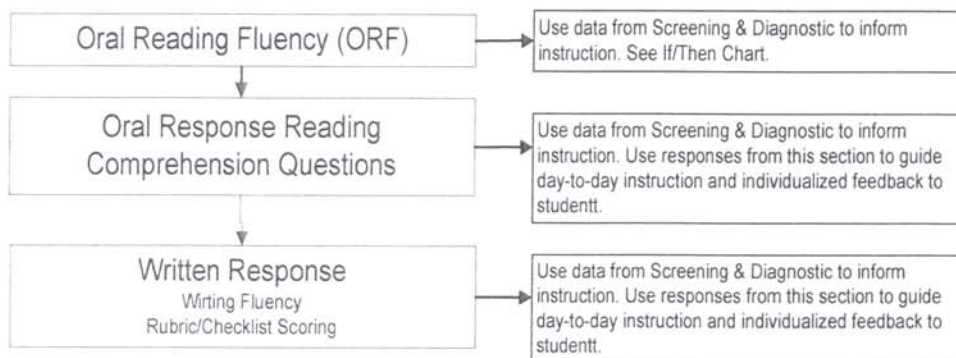 Oral Reading Fluency (ORF)
Use data from Screening & Diagnostic to inform
instruction. See If/Then Chart.
Oral Response Reading
Comprehension Questions
Use data from Screening & Diagnostic to inform
instruction. Use responses from this section to guide
day-to-day instruction and individualized feedback to
studentt.
Written Response
Wirting Fluency
Rubric/Checklist Scoring
Use data from Screening & Diagnostic to inform
instruction. Use responses from this section to guide
day-to-day instruction and individualized feedback to
studentt.